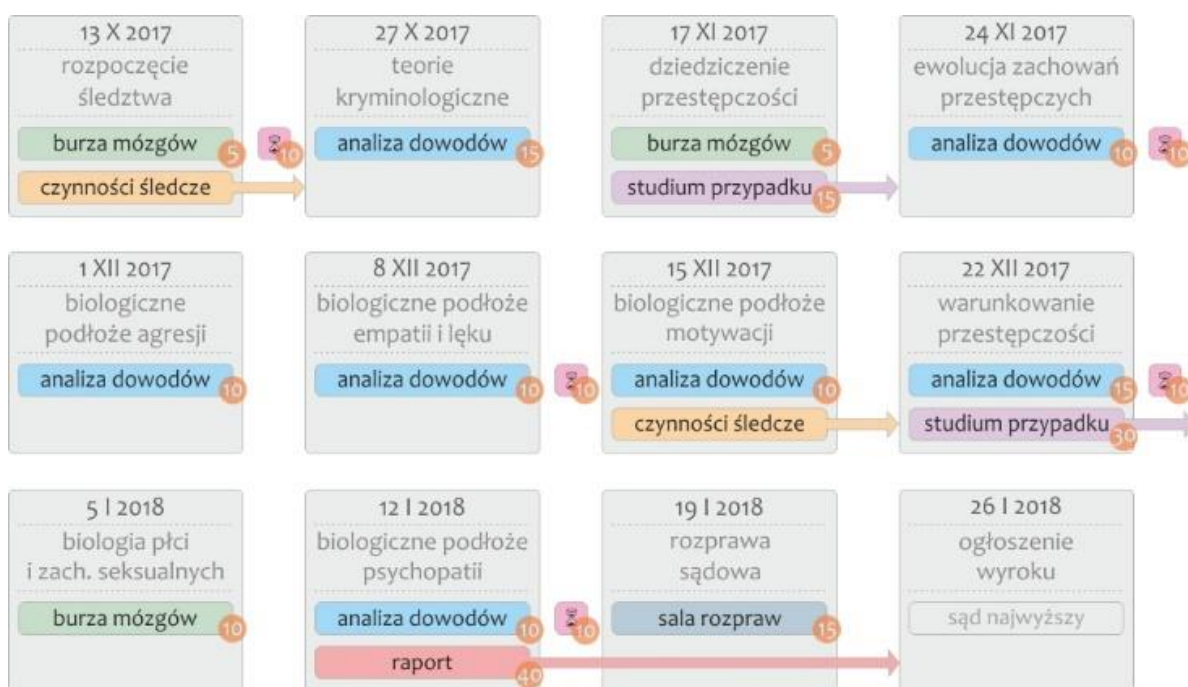 13 X 2017
rozpoczęcie
śledztwa
burza mózgów
5
10
czynności śledcze
27 X 2017
teorie
kryminologiczne
analiza dowodów
15
17 XI 2017
dziedziczenie
przestępczości
burza mózgów
5
studium przypadku
15
24 XI 2017
ewolucja zachowań
przestępczych
analiza dowodów
10
10
1 XII 2017
biologiczne
podłoże agresji
analiza dowodów
10
8 XII 2017
biologiczne podłoże
empatii i lęku
analiza dowodów
10
10
15 XII 2017
biologiczne podłoże
motywacji
analiza dowodów
10
czynności śledcze
22 XII 2017
warunkowanie
przestępczości
analiza dowodów
15
10
studium przypadku
30
5 I 2018
biologia płci
i zach. seksualnych
burza mózgów
10
12 I 2018
biologiczne podłoże
psychopatii
analiza dowodów
10
10
raport
40
19 I 2018
rozprawa
sądowa
sala rozpraw
15
26 I 2018
ogłoszenie
wyroku
sąd najwyższy